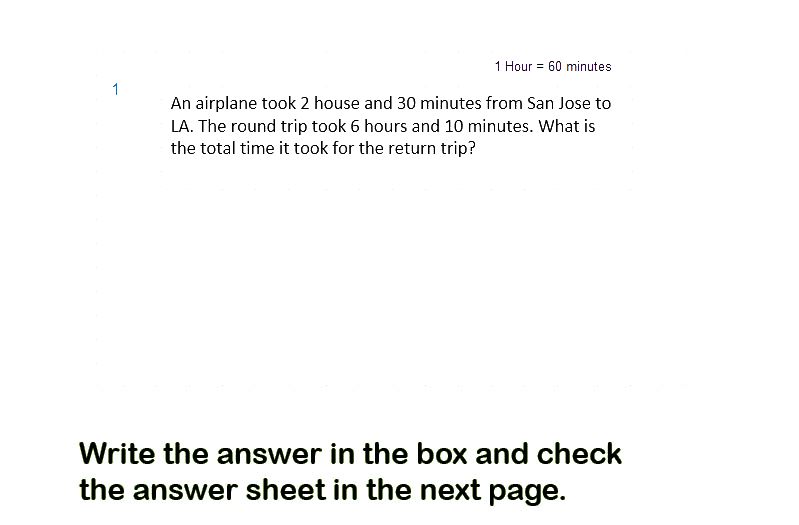 1 Hour = 60 minutes
1
An airplane took 2 house and 30 minutes from San Jose to
LA. The round trip took 6 hours and 10 minutes. What is
the total time it took for the return trip?
Write the answer in the box and check
the answer sheet in the next page.